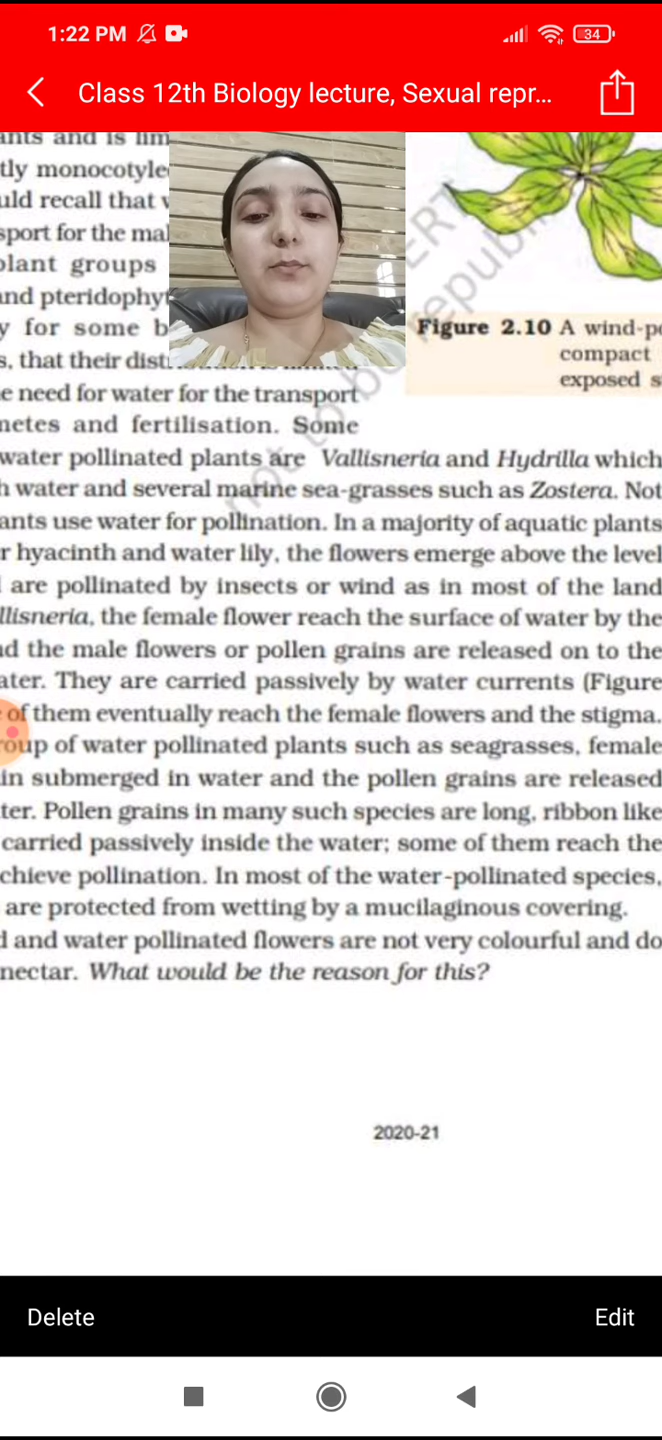 1:22 PM
34
Class 12th Biology lecture, Sexual repr...
ants and is lim
tly monocotyle
uld recall that
sport for the mal
plant groups
and pteridophyt
y for some b
s, that their dist
e need for water for the transport
netes and fertilisation. Some
Figure 2.10 A wind-po
compact
exposed s
water pollinated plants are Vallisneria and Hydrilla which
h water and several marine sea-grasses such as Zostera. Not
ants use water for pollination. In a majority of aquatic plants
r hyacinth and water lily, the flowers emerge above the level
are pollinated by insects or wind as in most of the land
llisneria, the female flower reach the surface of water by the
nd the male flowers or pollen grains are released on to the
ater. They are carried passively by water currents (Figure
of them eventually reach the female flowers and the stigma.
roup of water pollinated plants such as seagrasses, female
in submerged in water and the pollen grains are released
ter. Pollen grains in many such species are long, ribbon like
carried passively inside the water; some of them reach the
chieve pollination. In most of the water-pollinated species,
are protected from wetting by a mucilaginous covering.
d and water pollinated flowers are not very colourful and do
nectar. What would be the reason for this?
not to be republi
ERT
2020-21
Delete
Edit